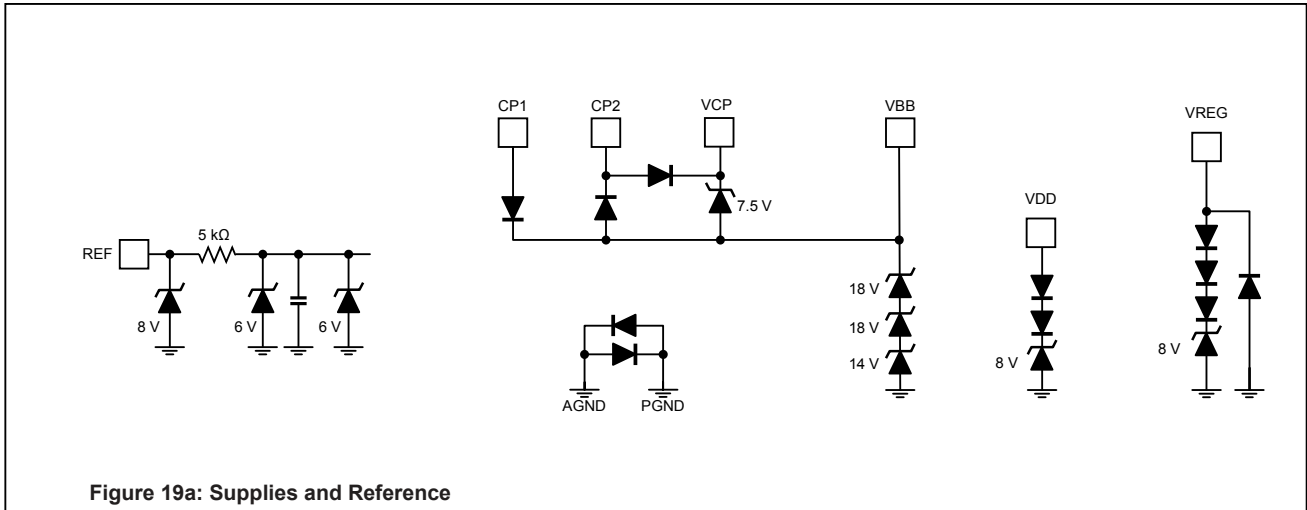 CP1
CP2
VCP
VBB
VREG
7.5 V
VDD
5 kΩ
REF
8 V
6 V
6 V
18 V
18 V
14 V
8 V
8 V
AGND
PGND
Figure 19a: Supplies and Reference